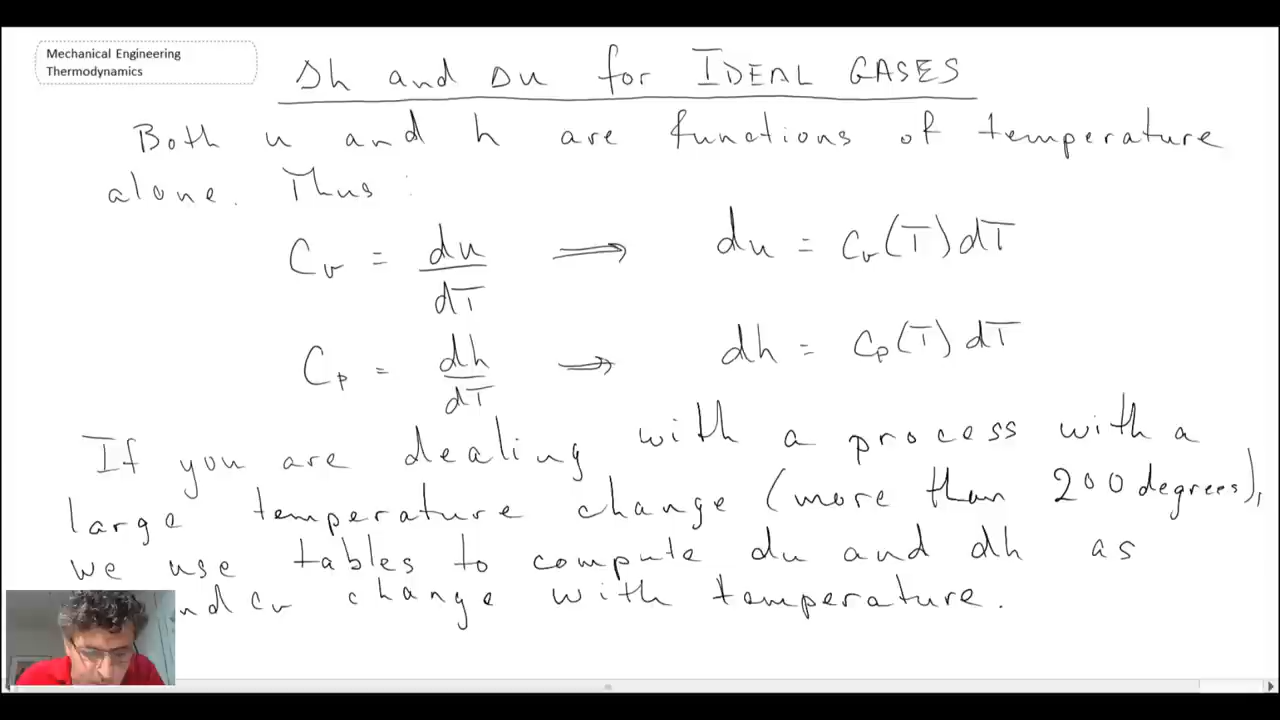 Mechanical Engineering
Thermodynamics
Δh and Δu for IDEAL GASES
Both u and h are functions of temperature
alone. Thus :
Cv = du/dT ⟹ du = Cv(T)dT
Cp = dh/dT ⟹ dh = Cp(T)dT
If you are dealing with a process with a
large temperature change (more than 200 degrees),
we use tables to compute du and dh as
cv change with temperature.